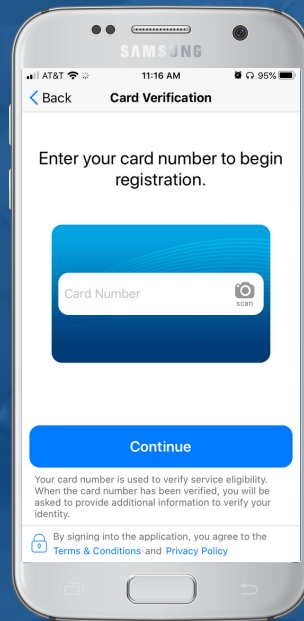 SAMSUNG
AT&T 11:16 AM 95%
Back Card Verification
Enter your card number to begin
registration.
Card Number
scan
Continue
Your card number is used to verify service eligibility.
When the card number has been verified, you will be
asked to provide additional information to verify your
identity.
By signing into the application, you agree to the
Terms & Conditions and Privacy Policy